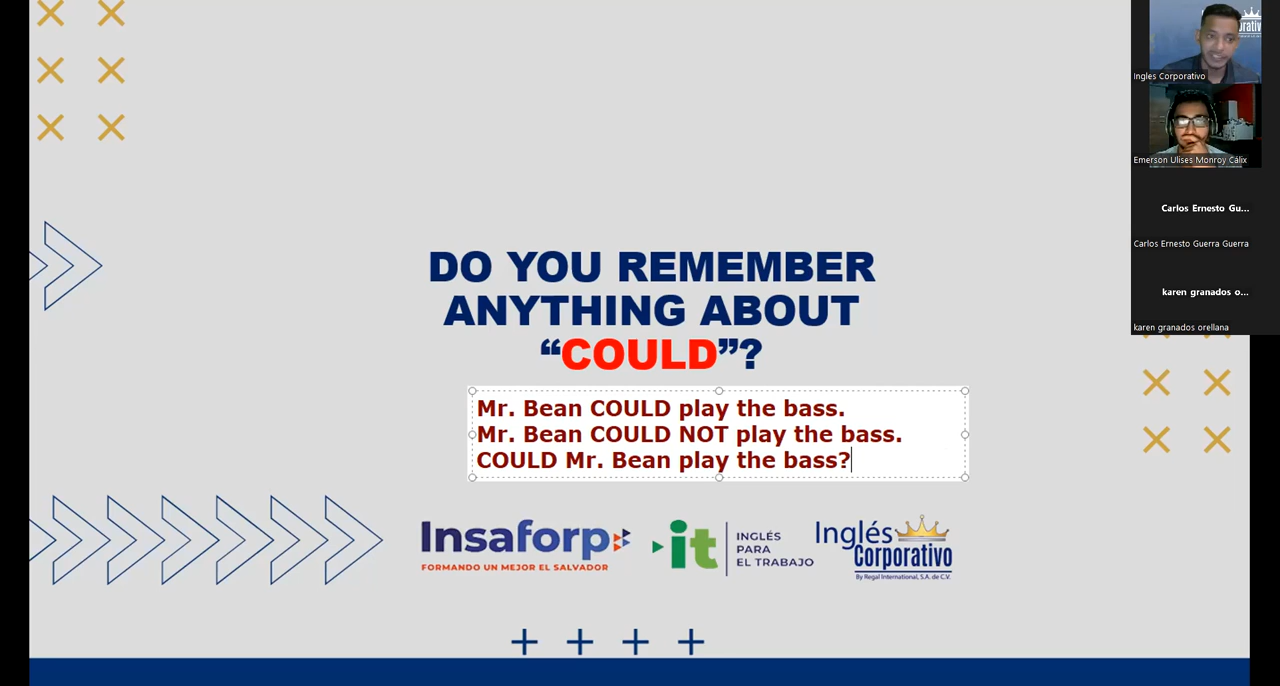 DO YOU REMEMBER
ANYTHING ABOUT
“COULD”?
Mr. Bean COULD play the bass.
Mr. Bean COULD NOT play the bass.
COULD Mr. Bean play the bass?
Insaforp
FORMANDO UN MEJOR EL SALVADOR
it
INGLÉS
PARA
EL TRABAJO
Inglés
Corporativo
By Regal International, S.A. de C.V.
orativo
Ingles Corporativo
Emerson Ulises Monroy Cálix
Carlos Ernesto Gu...
Carlos Ernesto Guerra Guerra
karen granados o...
karen granados orellana